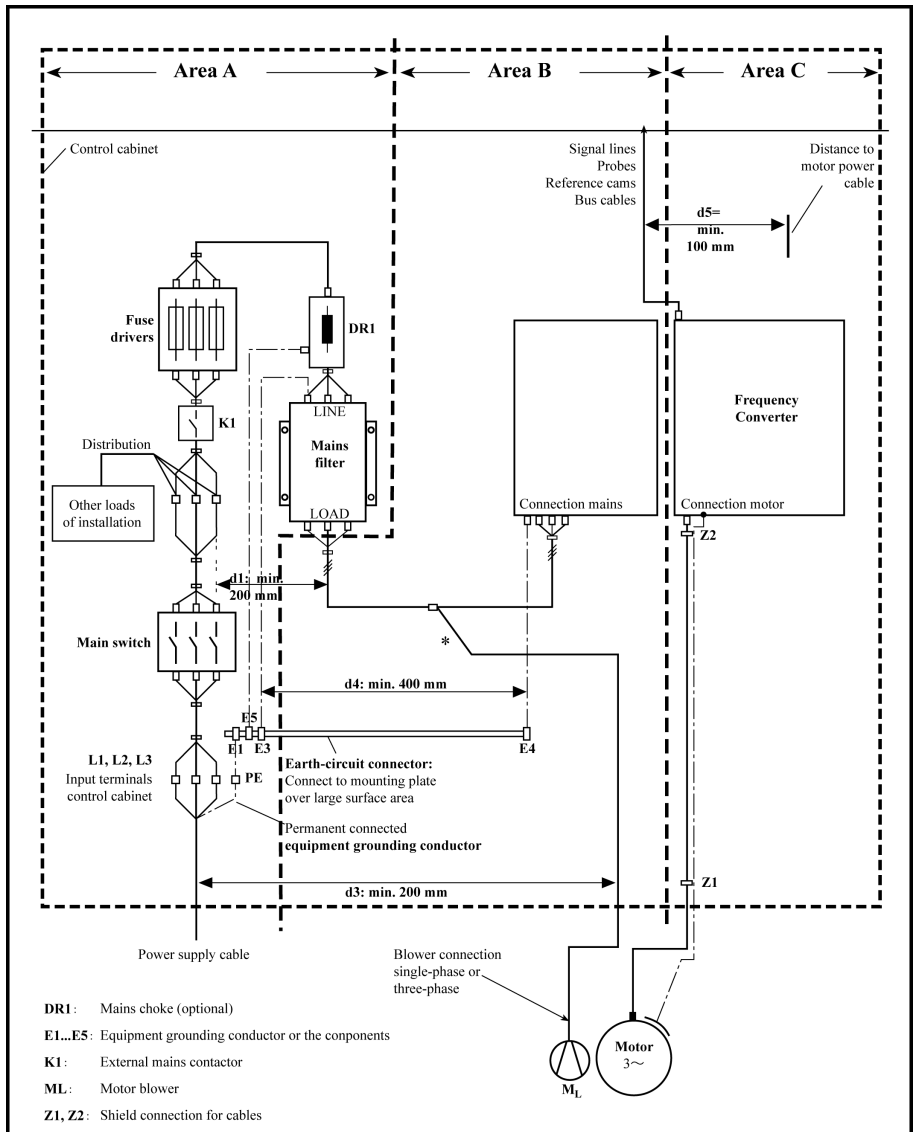 Area A
Area B
Area C
Control cabinet
Signal lines
Probes
Reference cams
Bus cables
Distance to
motor power
cable
d5=
min.
100 mm
Fuse
drivers
DR1
LINE
K1
Mains
filter
Frequency
Converter
Distribution
Other loads
of installation
LOAD
Connection mains
Connection motor
Z2
d1: min.
200 mm
Main switch
*
d4: min. 400 mm
E5
E1
E3
E4
L1, L2, L3
Input terminals
control cabinet
PE
Earth-circuit connector:
Connect to mounting plate
over large surface area
Permanent connected
equipment grounding conductor
d3: min. 200 mm
Z1
Power supply cable
Blower connection
single-phase or
three-phase
DR1: Mains choke (optional)
E1...E5: Equipment grounding conductor or the conponents
K1: External mains contactor
ML: Motor blower
Z1, Z2: Shield connection for cables
ML
Motor
3～